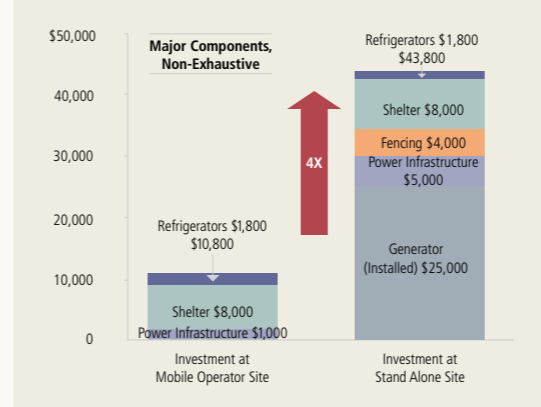 $50,000
40,000
30,000
20,000
10,000
0
Major Components,
Non-Exhaustive
4X
Refrigerators $1,800
$10,800
Shelter $8,000
Power Infrastructure $1,000
Investment at
Mobile Operator Site
Refrigerators $1,800
$43,800
Shelter $8,000
Fencing $4,000
Power Infrastructure
$5,000
Generator
(Installed) $25,000
Investment at
Stand Alone Site